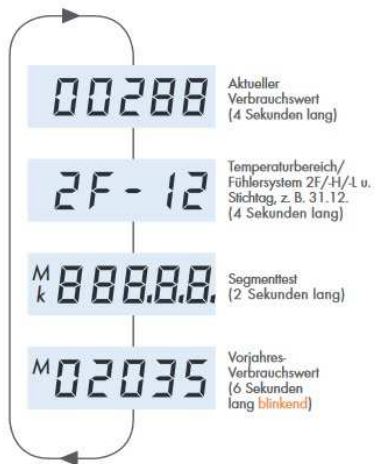 00288
Aktueller
Verbrauchswert
(4 Sekunden lang)
2F-12
Temperaturbereich/
Fühlersystem 2F/-H/-L u.
Stichtag, z. B. 31.12.
(4 Sekunden lang)
M
k
888.8.8.
Segmenttest
(2 Sekunden lang)
M
02035
Vorjahres-
Verbrauchswert
(6 Sekunden
lang blinkend)